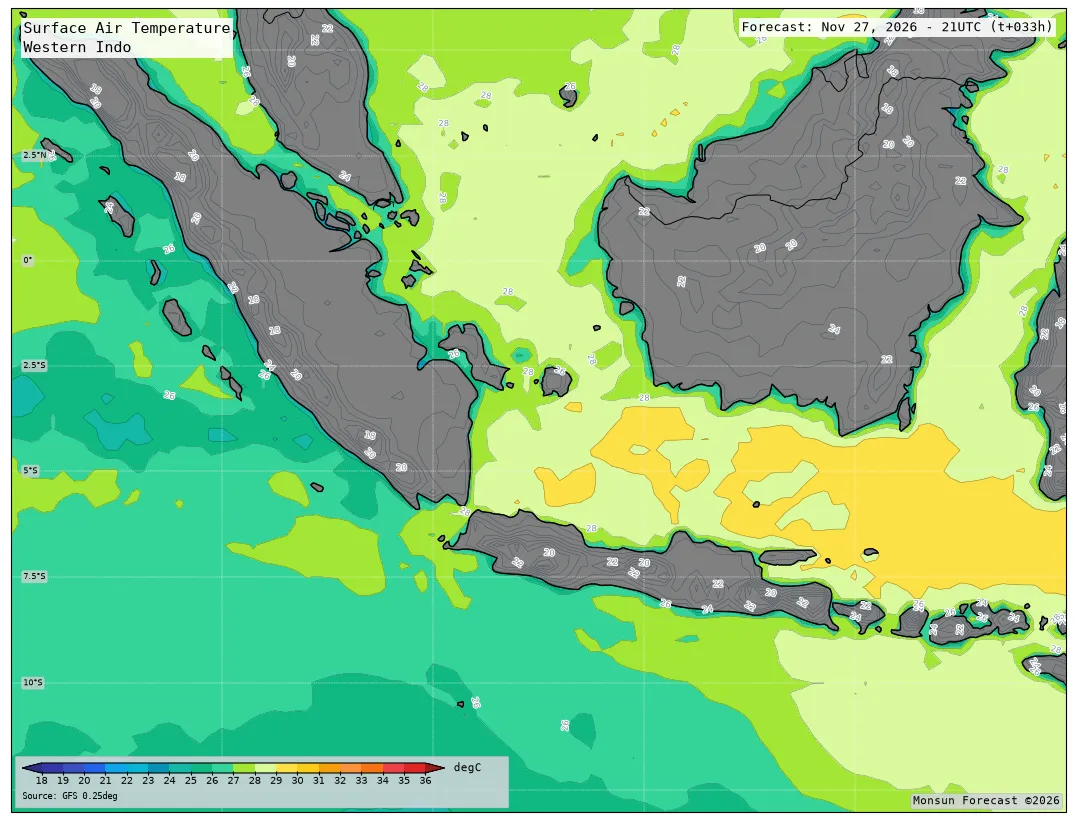 Surface Air Temperature
Western Indo
Forecast: Nov 27, 2026 - 21UTC (t+033h)
2.5°N
0°
2.5°S
5°S
7.5°S
10°S
18 19 20 21 22 23 24 25 26 27 28 29 30 31 32 33 34 35 36
degC
Source: GFS 0.25deg
Monsun Forecast ©2026